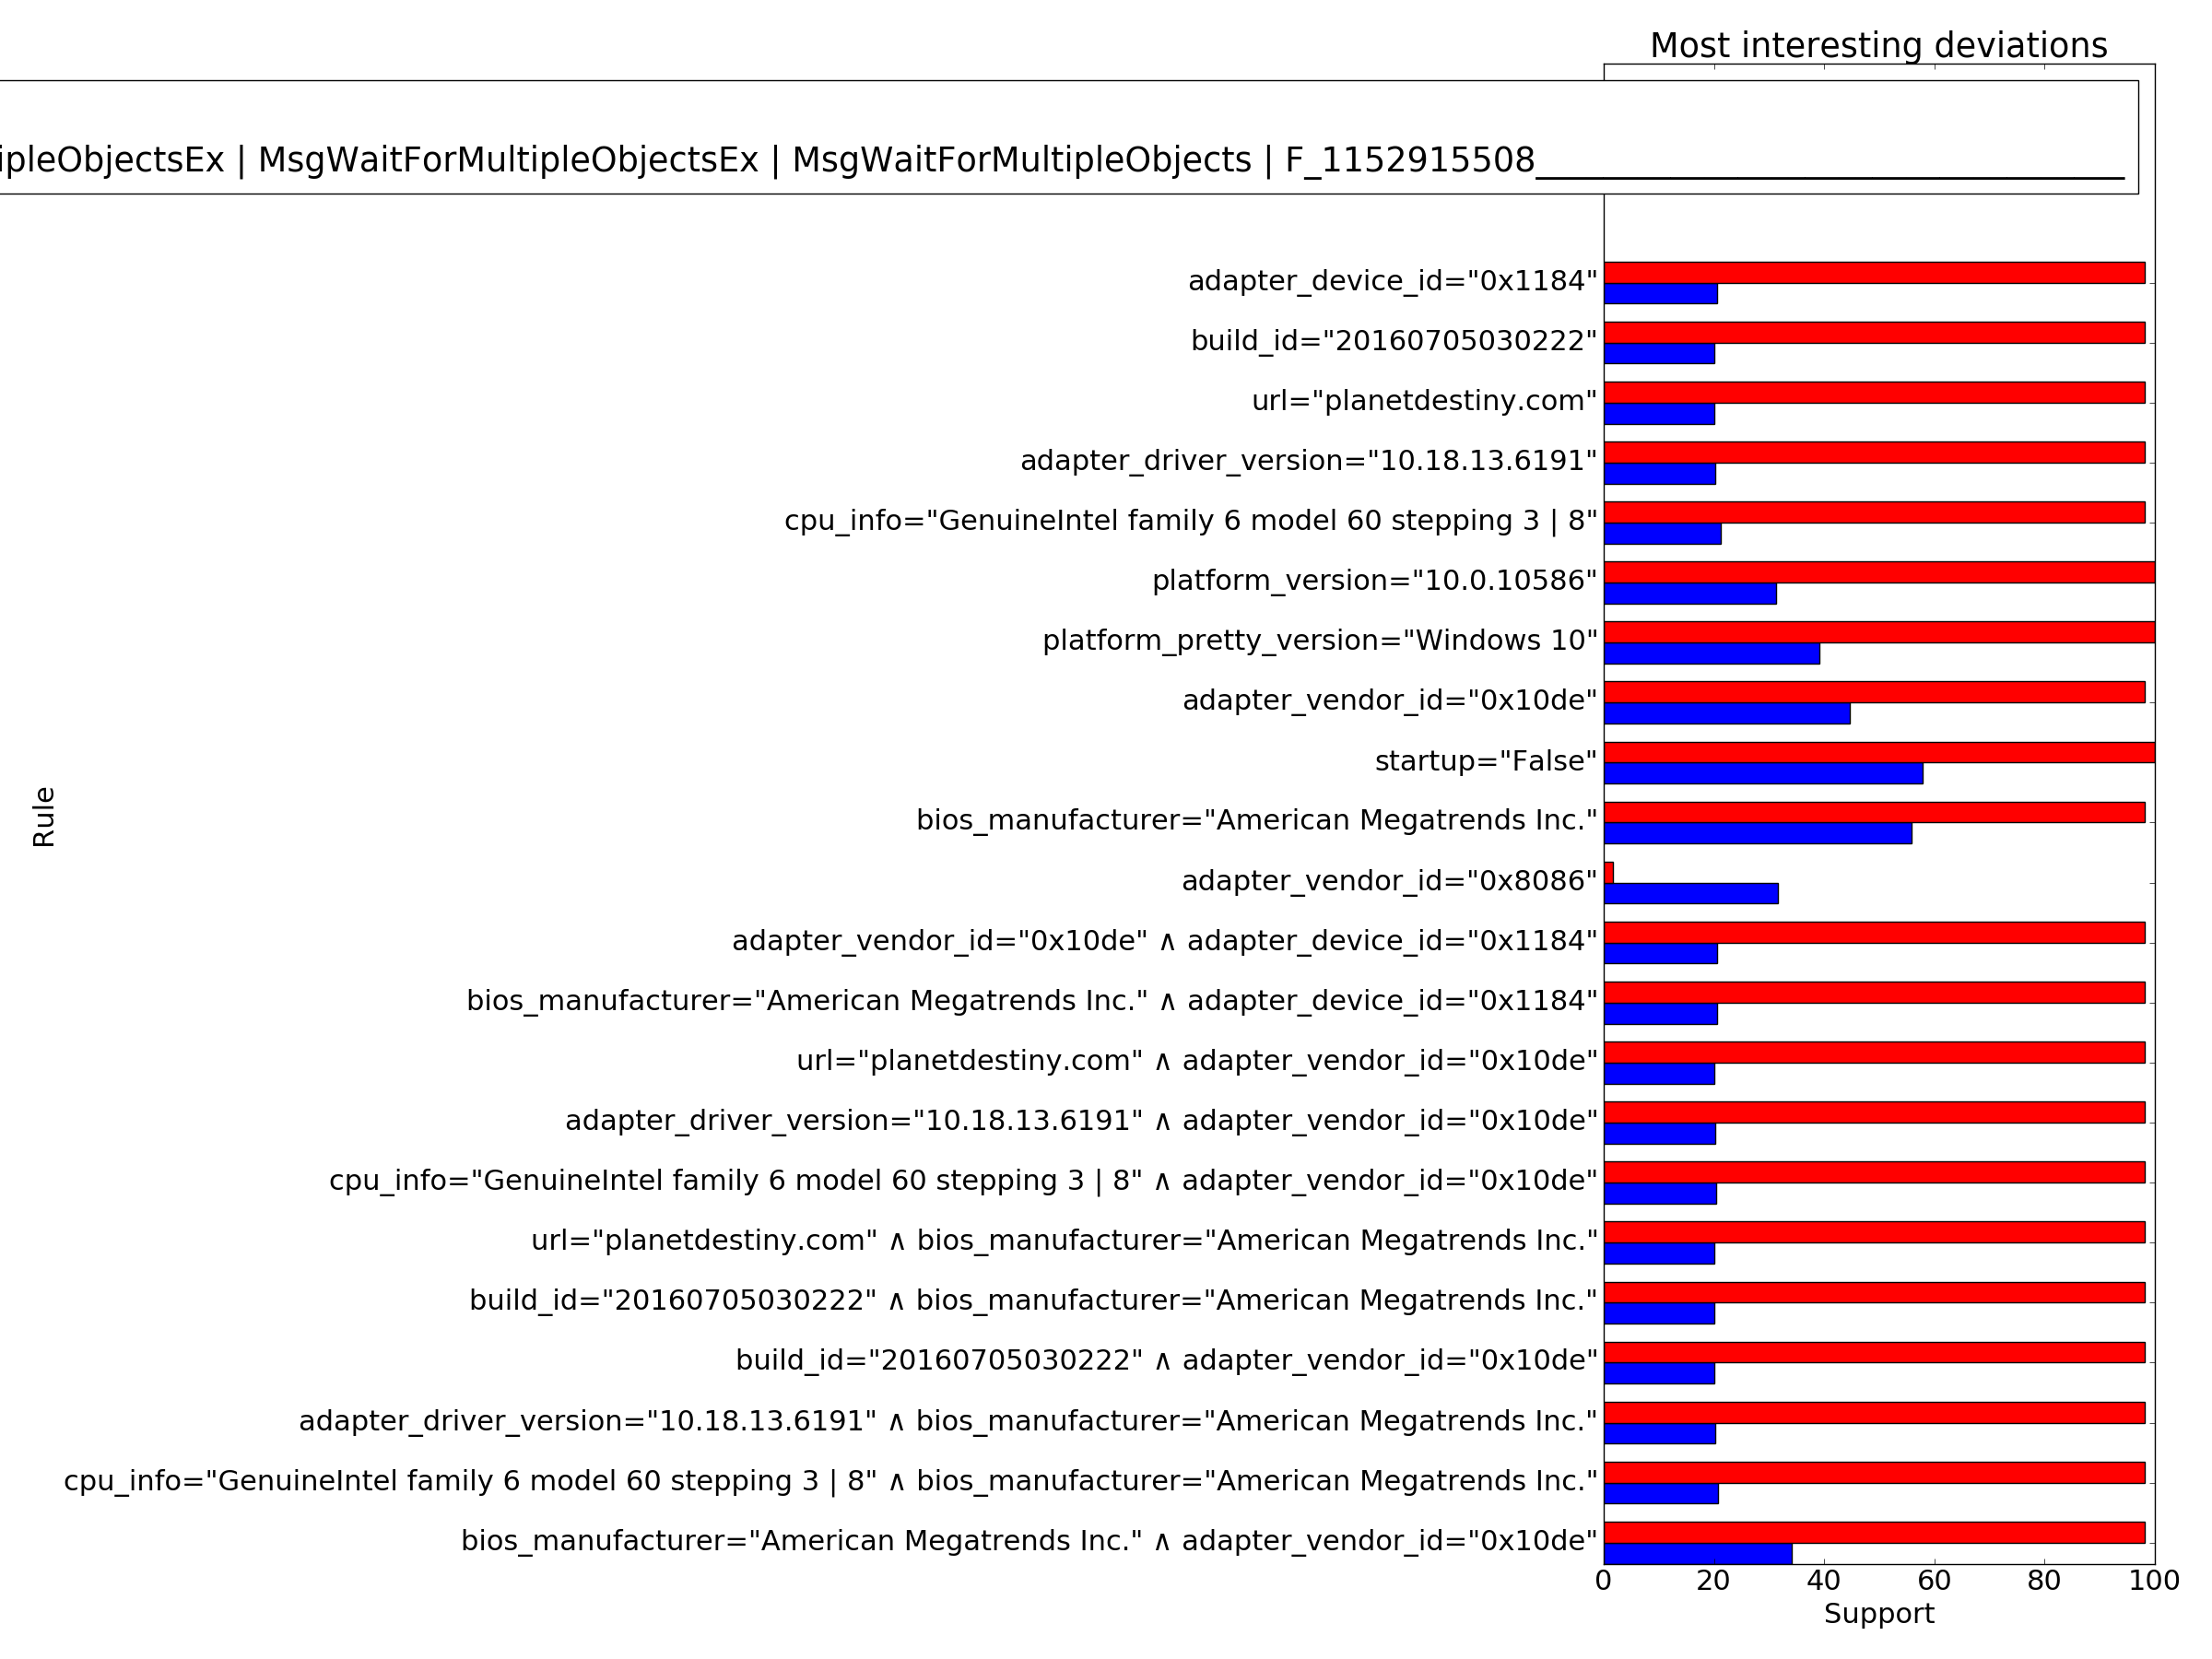 Most interesting deviations
ipleObjectsEx | MsgWaitForMultipleObjectsEx | MsgWaitForMultipleObjects | F_1152915508__________________________________
adapter_device_id="0x1184"
build_id="20160705030222"
url="planetdestiny.com"
adapter_driver_version="10.18.13.6191"
cpu_info="GenuineIntel family 6 model 60 stepping 3 | 8"
platform_version="10.0.10586"
platform_pretty_version="Windows 10"
adapter_vendor_id="0x10de"
startup="False"
bios_manufacturer="American Megatrends Inc."
adapter_vendor_id="0x8086"
adapter_vendor_id="0x10de" ∧ adapter_device_id="0x1184"
bios_manufacturer="American Megatrends Inc." ∧ adapter_device_id="0x1184"
url="planetdestiny.com" ∧ adapter_vendor_id="0x10de"
adapter_driver_version="10.18.13.6191" ∧ adapter_vendor_id="0x10de"
cpu_info="GenuineIntel family 6 model 60 stepping 3 | 8" ∧ adapter_vendor_id="0x10de"
url="planetdestiny.com" ∧ bios_manufacturer="American Megatrends Inc."
build_id="20160705030222" ∧ bios_manufacturer="American Megatrends Inc."
build_id="20160705030222" ∧ adapter_vendor_id="0x10de"
adapter_driver_version="10.18.13.6191" ∧ bios_manufacturer="American Megatrends Inc."
cpu_info="GenuineIntel family 6 model 60 stepping 3 | 8" ∧ bios_manufacturer="American Megatrends Inc."
bios_manufacturer="American Megatrends Inc." ∧ adapter_vendor_id="0x10de"
Rule
0 20 40 60 80 100
Support